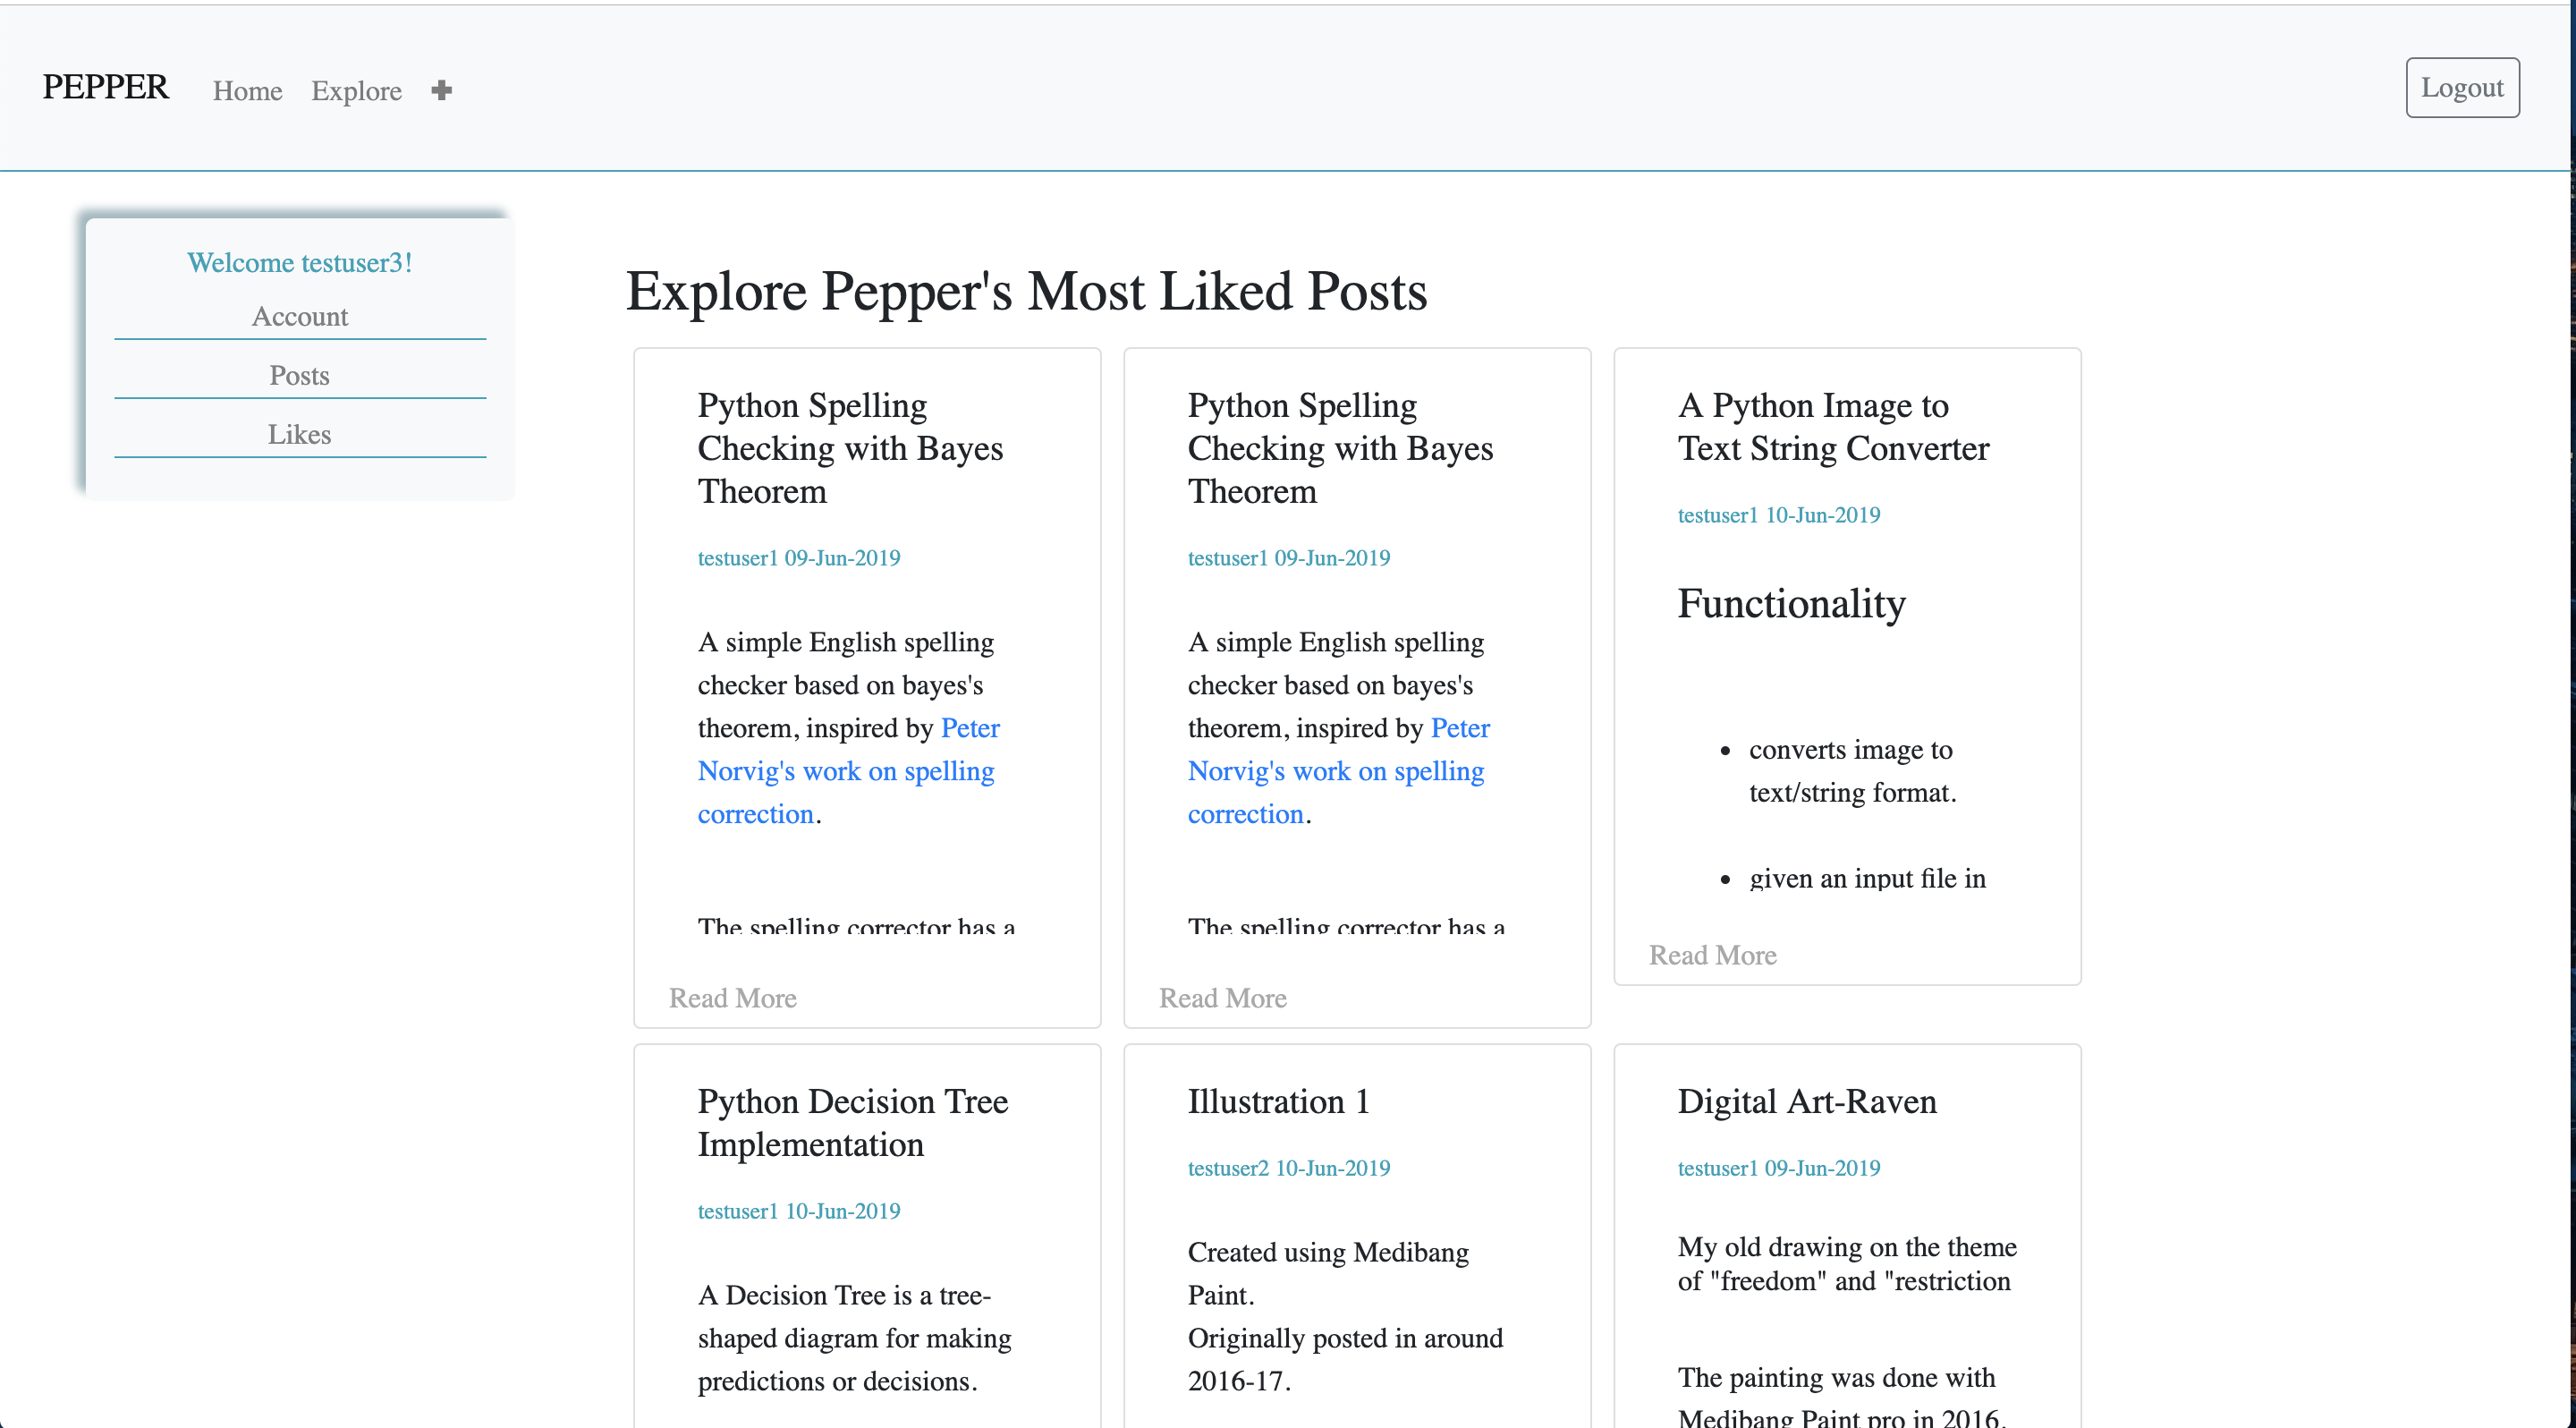 PEPPER Home Explore Logout
Welcome testuser3!
Account
Posts
Likes
Explore Pepper's Most Liked Posts
Python Spelling
Checking with Bayes
Theorem
testuser1 09-Jun-2019
A simple English spelling
checker based on bayes's
theorem, inspired by Peter
Norvig's work on spelling
correction.
The spelling corrector has a
Read More
Python Spelling
Checking with Bayes
Theorem
testuser1 09-Jun-2019
A simple English spelling
checker based on bayes's
theorem, inspired by Peter
Norvig's work on spelling
correction.
The spelling corrector has a
Read More
A Python Image to
Text String Converter
testuser1 10-Jun-2019
Functionality
• converts image to
text/string format.
• given an input file in
Read More
Python Decision Tree
Implementation
testuser1 10-Jun-2019
A Decision Tree is a tree-
shaped diagram for making
predictions or decisions.
Illustration 1
testuser2 10-Jun-2019
Created using Medibang
Paint.
Originally posted in around
2016-17.
Digital Art-Raven
testuser1 09-Jun-2019
My old drawing on the theme
of "freedom" and "restriction
The painting was done with
Medibang Paint pro in 2016.